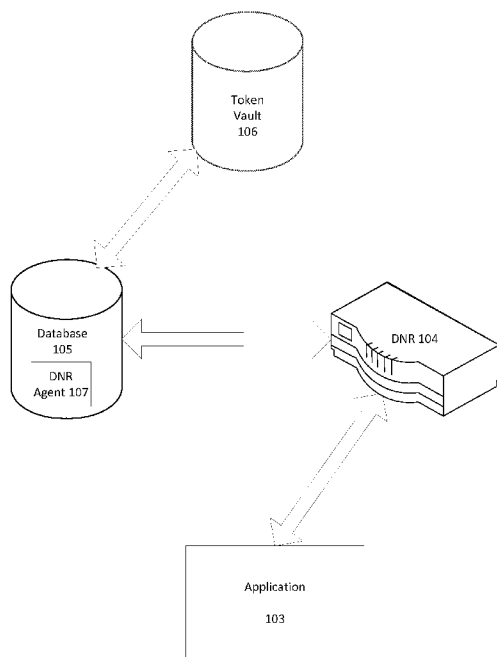 Token
Vault
106
Database
105
DNR
Agent 107
DNR 104
Application
103